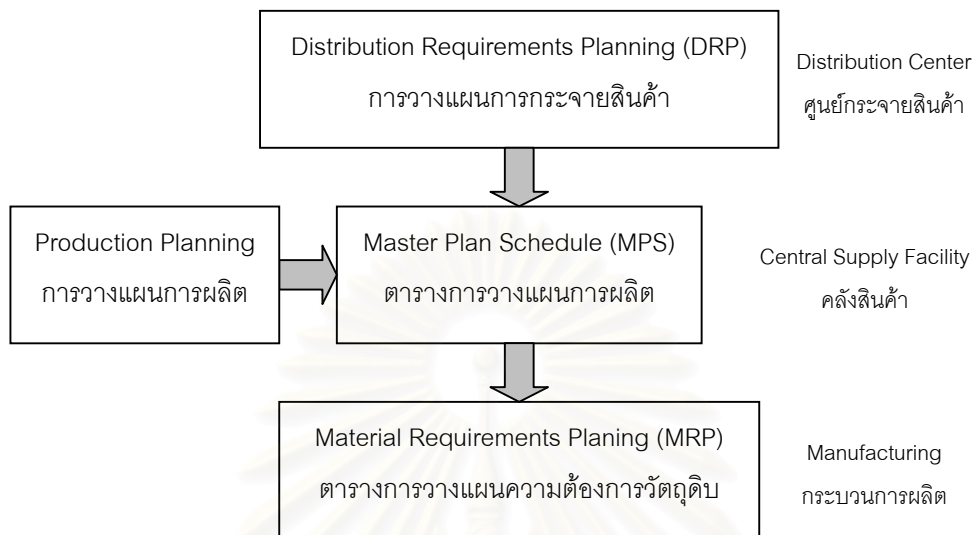 Distribution Requirements Planning (DRP)
การวางแผนการกระจายสินค้า
Distribution Center
ศูนย์กระจายสินค้า
Production Planning
การวางแผนการผลิต
Master Plan Schedule (MPS)
ตารางการวางแผนการผลิต
Central Supply Facility
คลังสินค้า
Material Requirements Planing (MRP)
ตารางการวางแผนความต้องการวัตถุดิบ
Manufacturing
กระบวนการผลิต